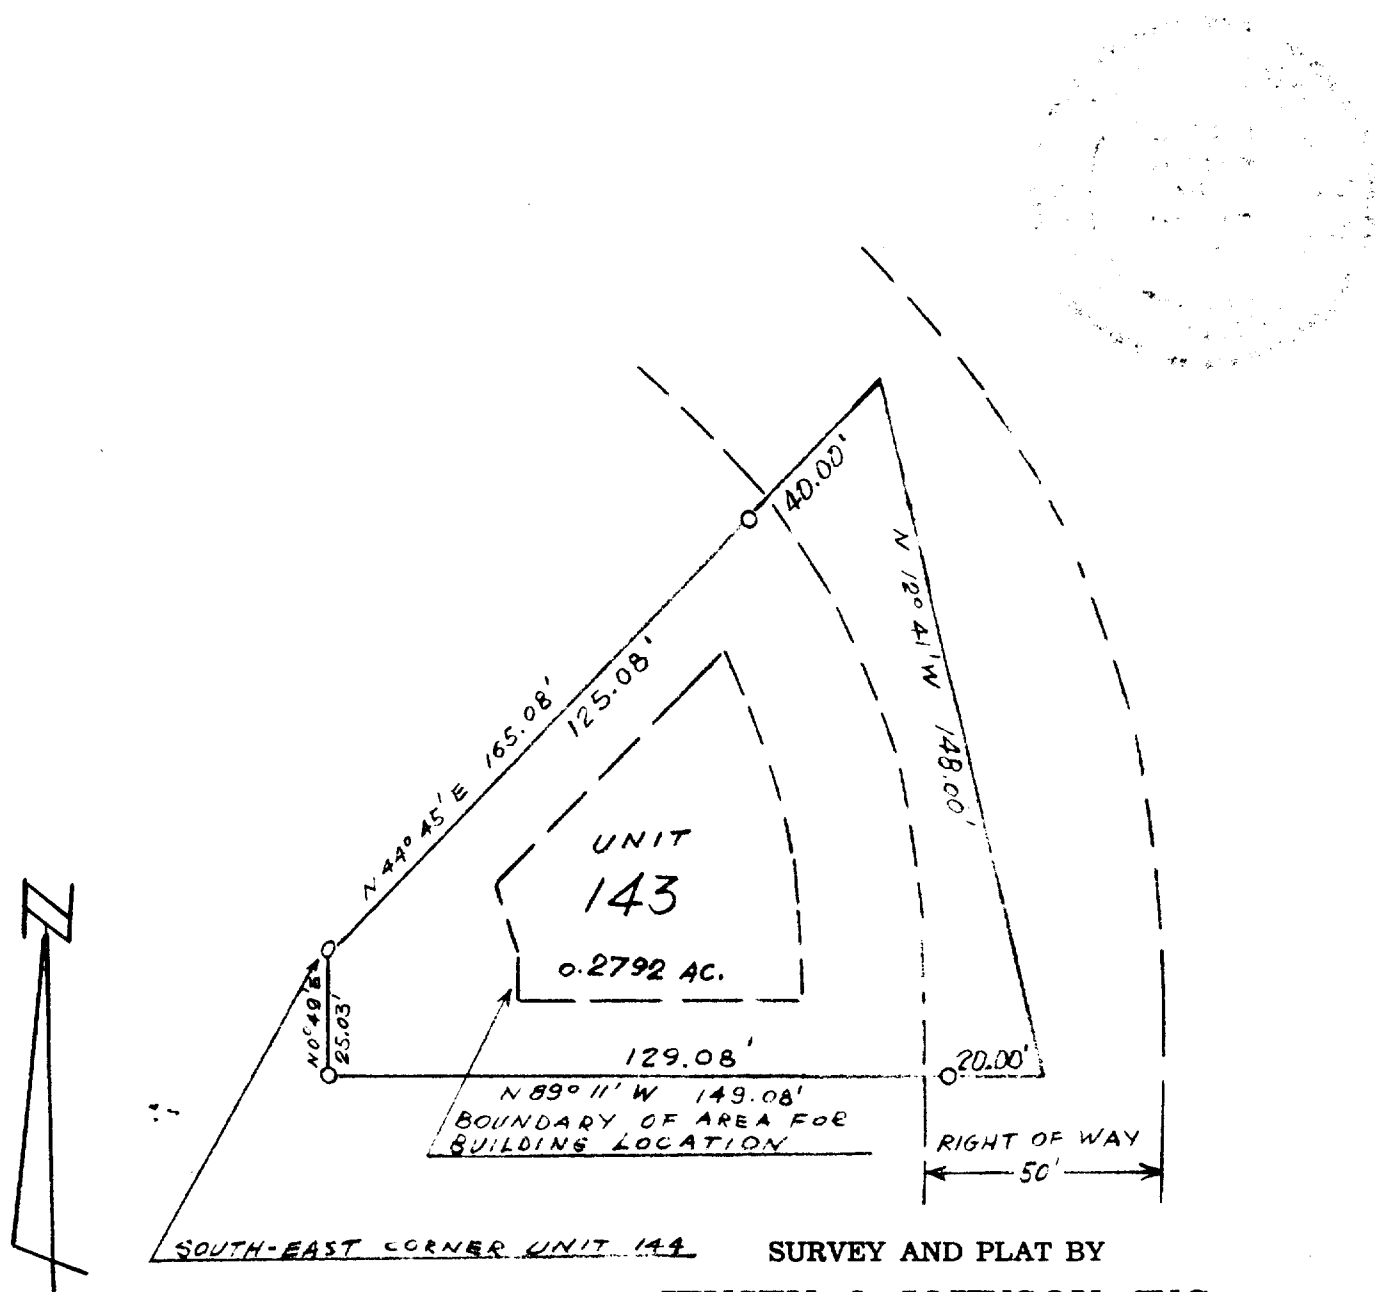 40.00'
N 12° 41' W 148.00'
125.08'
N 44° 45' E 165.08'
UNIT
143
0.2792 AC.
N
N 0° 49' E
25.03'
129.08'
20.00'
N 89° 11' W 149.08'
BOUNDARY OF AREA FOR
BUILDING LOCATION
RIGHT OF WAY
50'
SOUTH-EAST CORNER UNIT 144
SURVEY AND PLAT BY